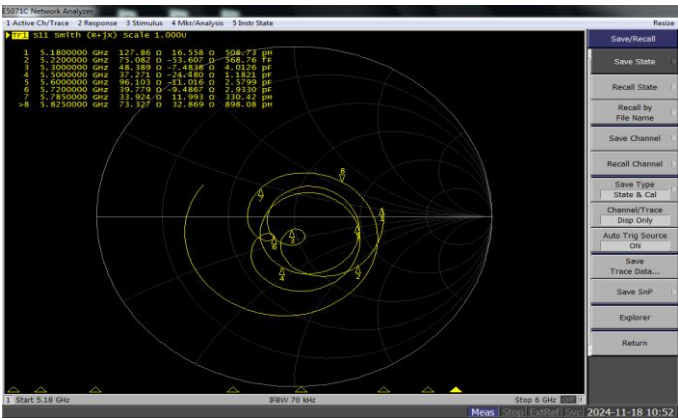 E5071C Network Analyzer
1 Active Ch/Trace 2 Response 3 Stimulus 4 Mkr/Analysis 5 Instr State
Resize
Tr1 S11 Smith (R+jX) Scale 1.000U
1 5.1800000 GHz 127.86 Ω 16.558 Ω 508.73 pH
2 5.2200000 GHz 75.082 Ω -53.607 Ω 568.76 fF
3 5.3000000 GHz 48.389 Ω -7.4838 Ω 4.0126 pF
4 5.5000000 GHz 37.271 Ω -24.480 Ω 1.1821 pF
5 5.6000000 GHz 96.103 Ω -11.016 Ω 2.5799 pF
6 5.7200000 GHz 39.779 Ω -9.4867 Ω 2.9330 pF
7 5.7850000 GHz 33.924 Ω 11.993 Ω 330.42 pH
>8 5.8250000 GHz 73.327 Ω 32.869 Ω 898.08 pH
8
7
3
6
4
2
1 Start 5.18 GHz
IFBW 70 kHz
Stop 6 GHz Off
Meas Stop ExtRef Svc 2024-11-18 10:52
Save/Recall
Save State
Recall State
Recall by
File Name
Save Channel
Recall Channel
Save Type
State & Cal
Channel/Trace
Disp Only
Auto Trig Source
ON
Save
Trace Data...
Save SnP
Explorer
Return